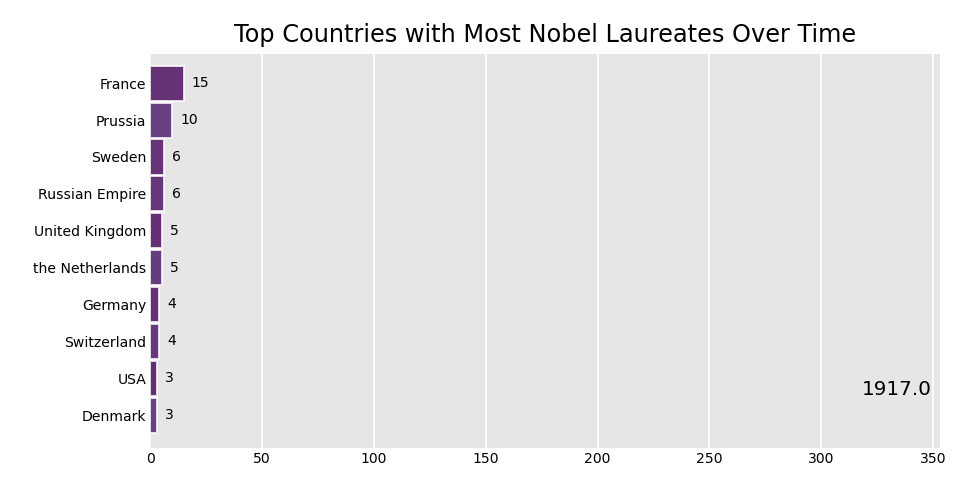 Top Countries with Most Nobel Laureates Over Time
France 15
Prussia 10
Sweden 6
Russian Empire 6
United Kingdom 5
the Netherlands 5
Germany 4
Switzerland 4
USA 3
1917.0
Denmark 3
0 50 100 150 200 250 300 350